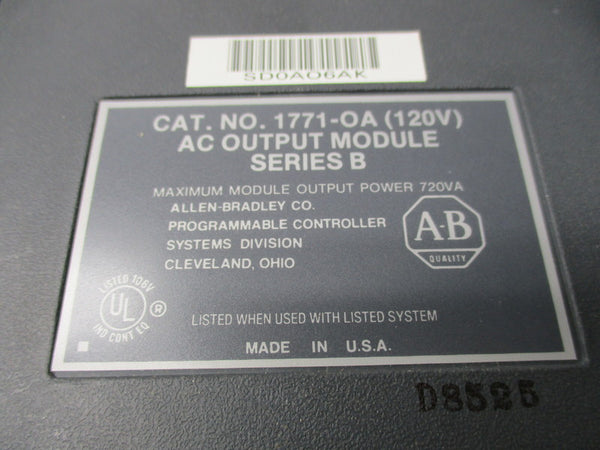 SD0A06AK
CAT. NO. 1771-OA (120V)
AC OUTPUT MODULE
SERIES B
MAXIMUM MODULE OUTPUT POWER 720VA
ALLEN-BRADLEY CO.
PROGRAMMABLE CONTROLLER
SYSTEMS DIVISION
CLEVELAND, OHIO
A-B
QUALITY
LISTED 106V
UL ®
IND CONT EQ
LISTED WHEN USED WITH LISTED SYSTEM
MADE IN U.S.A.
D8525